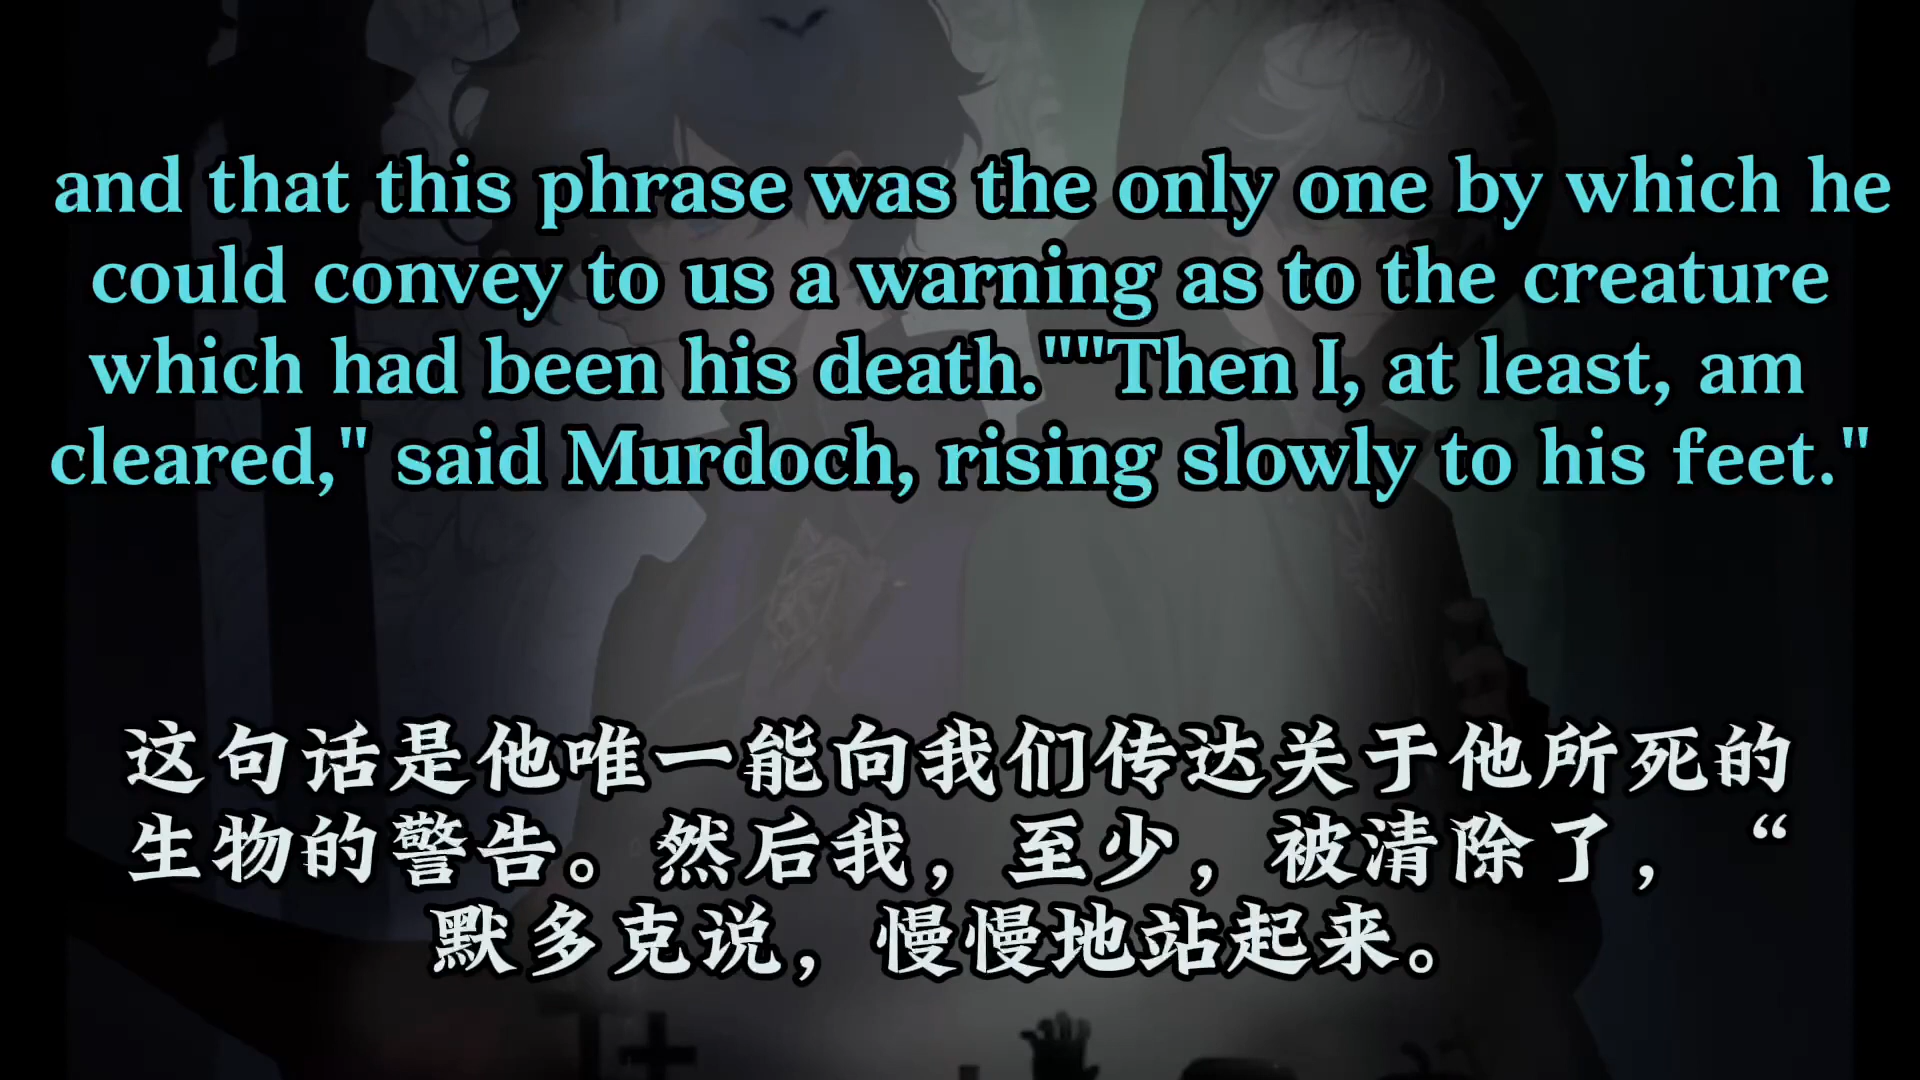 and that this phrase was the only one by which he
could convey to us a warning as to the creature
which had been his death.""Then I, at least, am
cleared," said Murdoch, rising slowly to his feet."
这句话是他唯一能向我们传达关于他所死的
生物的警告。然后我，至少，被清除了，“
默多克说，慢慢地站起来。